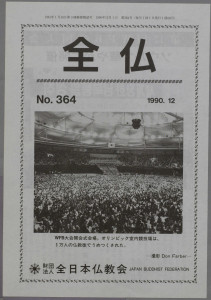 全仏
No. 364
1990. 12
WFB大会開会式会場、オリンピック室内競技場は、
1万人の仏教徒でうめつくされた。
撮影 Don Farber
財団
法人
全日本仏教会
JAPAN BUDDHIST FEDERATION